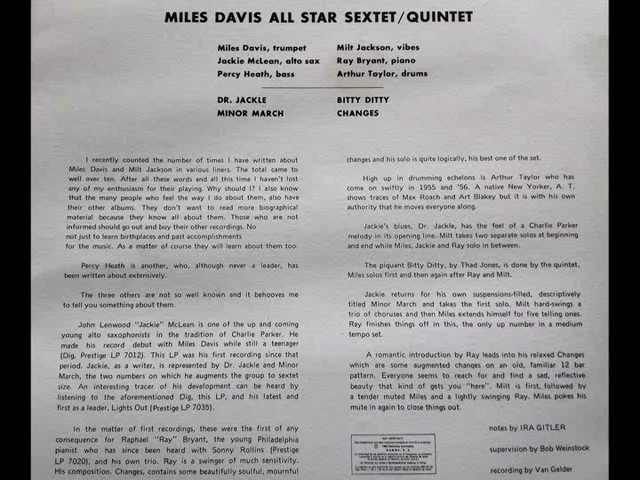 MILES DAVIS ALL STAR SEXTET/QUINTET
Miles Davis, trumpet
Jackie McLean, alto sax
Percy Heath, bass
Milt Jackson, vibes
Ray Bryant, piano
Arthur Taylor, drums
DR. JACKLE
MINOR MARCH
BITTY DITTY
CHANGES
I recently counted the number of times I have written about
Miles Davis and Milt Jackson in various liners. The total came to
well over ten. After all these words and all this time I haven't lost
any of my enthusiasm for their playing. Why should I? I also know
that the many people who feel the way I do about them, also have
their other albums. They don't want to read more biographical
material because they know all about them. Those who are not
informed should go out and buy their other recordings. No
not just to learn birthplaces and past accomplishments
for the music. As a matter of course they will learn about them too.
Percy Heath is another, who, although never a leader, has
been written about extensively.
The three others are not so well known and it behooves me
to tell you something about them.
John Lenwood "Jackie" McLean is one of the up and coming
young alto saxophonists in the tradition of Charlie Parker. He
made his record debut with Miles Davis while still a teenager
(Dig, Prestige LP 7012). This LP was his first recording since that
period. Jackie, as a writer, is represented by Dr. Jackle and Minor
March, the two numbers on which he augments the group to sextet
size. An interesting tracer of his development can be heard by
listening to the aforementioned Dig, this LP, and his latest and
first as a leader, Lights Out (Prestige LP 7035).
In the matter of first recordings, these were the first of any
consequence for Raphael "Ray" Bryant, the young Philadelphia
pianist who has since been heard with Sonny Rollins (Prestige
LP 7020), and his own trio. Ray is a swinger of much sensitivity.
His composition. Changes, contains some beautifully soulful, mournful
changes and his solo is quite logically, his best one of the set.
High up in drumming echelons is Arthur Taylor who has
come on swiftly in 1955 and '56. A native New Yorker, A. T.
shows traces of Max Roach and Art Blakey but it is with his own
authority that he moves everyone along.
Jackie's blues, Dr. Jackle, has the feel of a Charlie Parker
melody in its opening line. Milt takes two separate solos at beginning
and end while Miles, Jackie and Ray solo in between.
The piquant Bitty Ditty, by Thad Jones, is done by the quintet,
Miles solos first and then again after Ray and Milt.
Jackie returns for his own suspensions-filled, descriptively
titled Minor March and takes the first solo. Milt hard-swings a
trio of choruses and then Miles extends himself for five telling ones.
Ray finishes things off in this, the only up number in a medium
tempo set.
A romantic introduction by Ray leads into his relaxed Changes
which are some augmented changes on an old, familiar 12 bar
pattern. Everyone seems to reach for and find a sad, reflective
beauty that kind of gets you "here". Milt is first, followed by
a tender muted Miles and a lightly swinging Ray. Miles pokes his
mute in again to close things out.
notes by IRA GITLER
supervision by Bob Weinstock
recording by Van Gelder